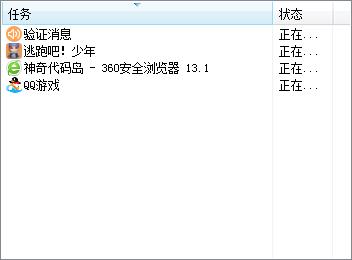 任务 状态
验证消息 正在...
逃跑吧！少年 正在...
神奇代码岛 - 360安全浏览器 13.1 正在...
QQ游戏 正在...